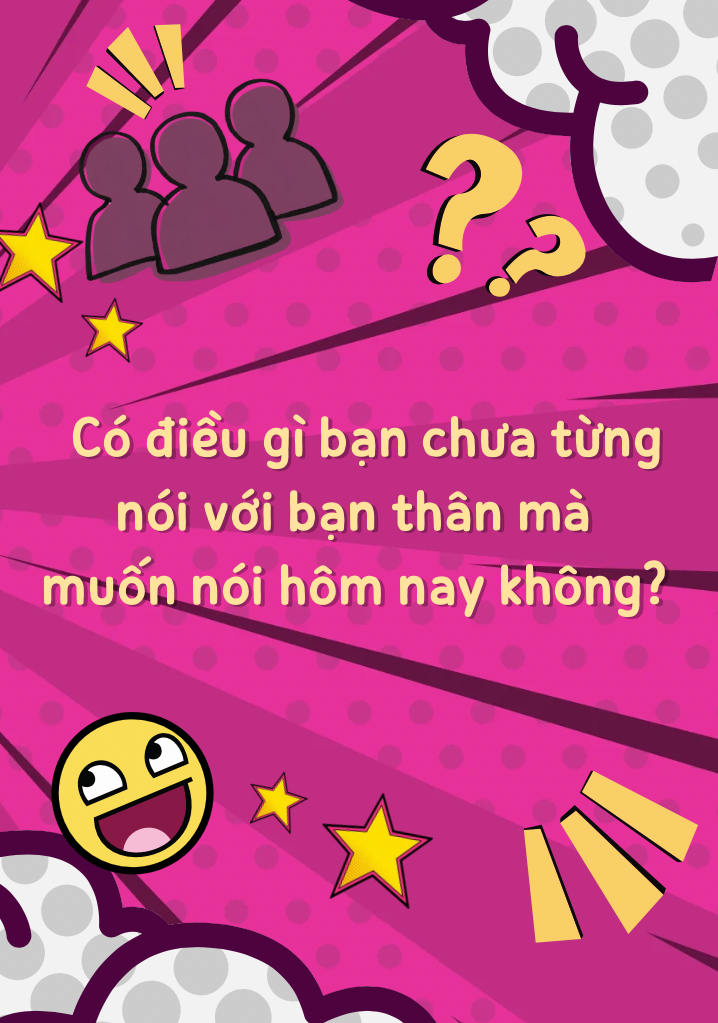 Có điều gì bạn chưa từng
nói với bạn thân mà
muốn nói hôm nay không?